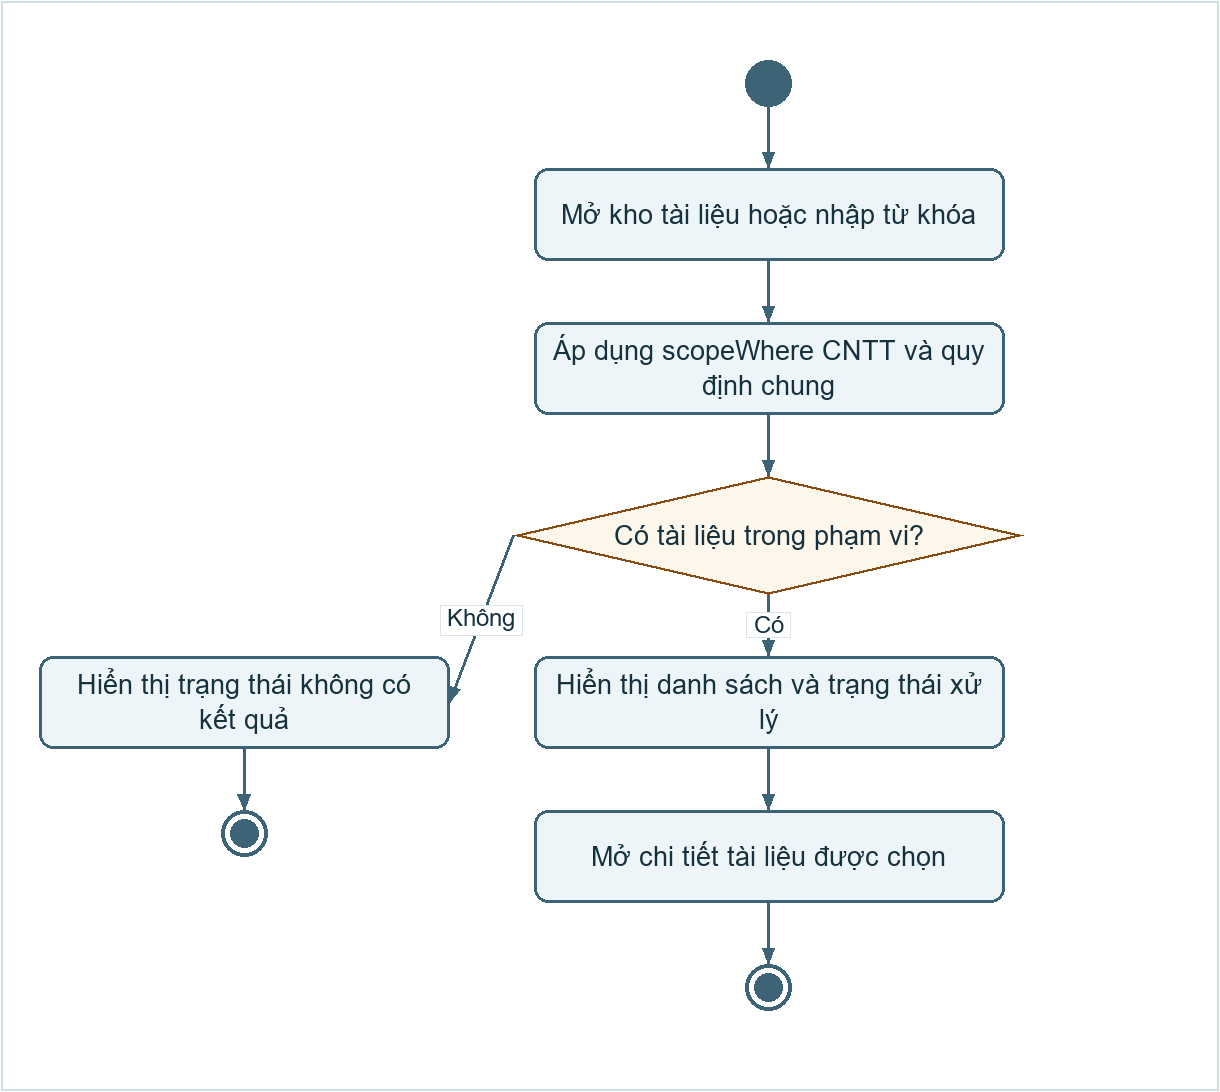 Mở kho tài liệu hoặc nhập từ khóa
Áp dụng scopeWhere CNTT và quy
định chung
Có tài liệu trong phạm vi?
Không
Có
Hiển thị trạng thái không có
kết quả
Hiển thị danh sách và trạng thái xử
lý
Mở chi tiết tài liệu được chọn